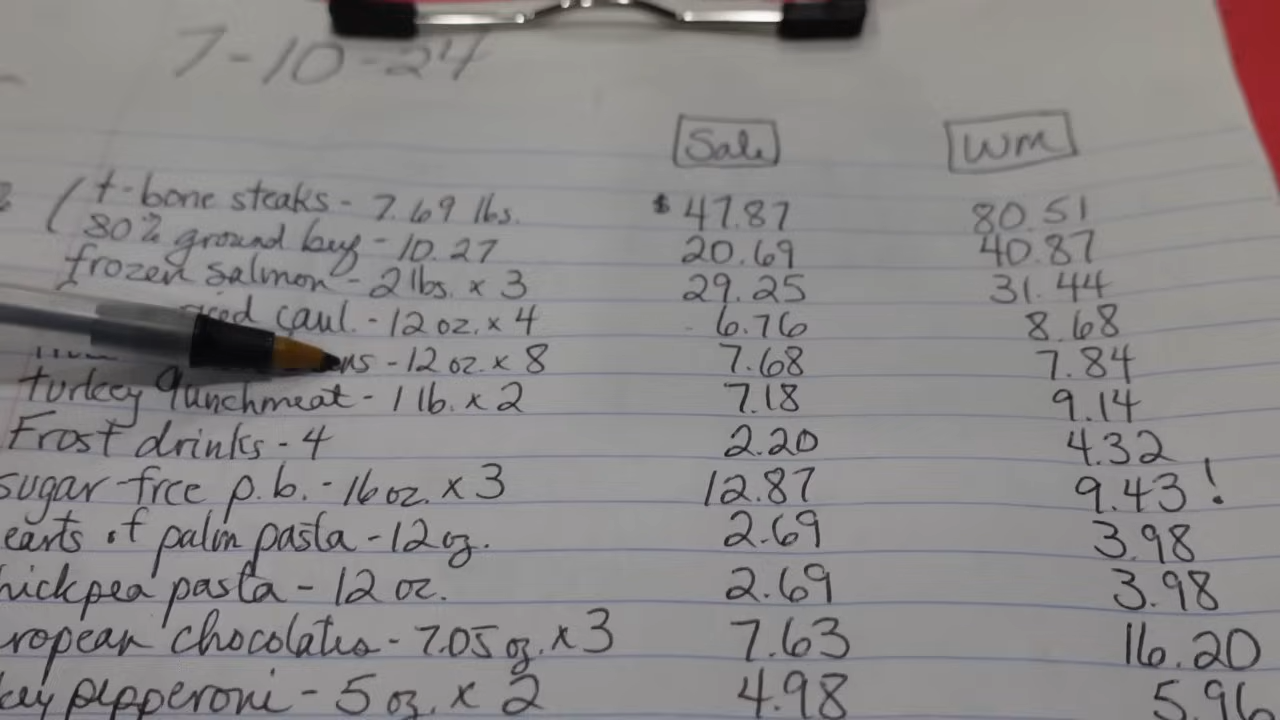 7-10-24
Sale WM
( t-bone steaks - 7.69 lbs. $47.87 80.51
80% ground beef - 10.27 20.69 40.87
frozen salmon - 2 lbs. x 3 29.25 31.44
riced caul. - 12 oz. x 4 6.76 8.68
ns - 12 oz. x 8 7.68 7.84
turkey lunchmeat - 1 lb. x 2 7.18 9.14
Frost drinks - 4 2.20 4.32
sugar free p.b. - 16 oz. x 3 12.87 9.43!
earts of palm pasta - 12 oz. 2.69 3.98
hickpea pasta - 12 oz. 2.69 3.98
ropean chocolates - 7.05 oz. x 3 7.63 16.20
key pepperoni - 5 oz. x 2 4.98 5.96